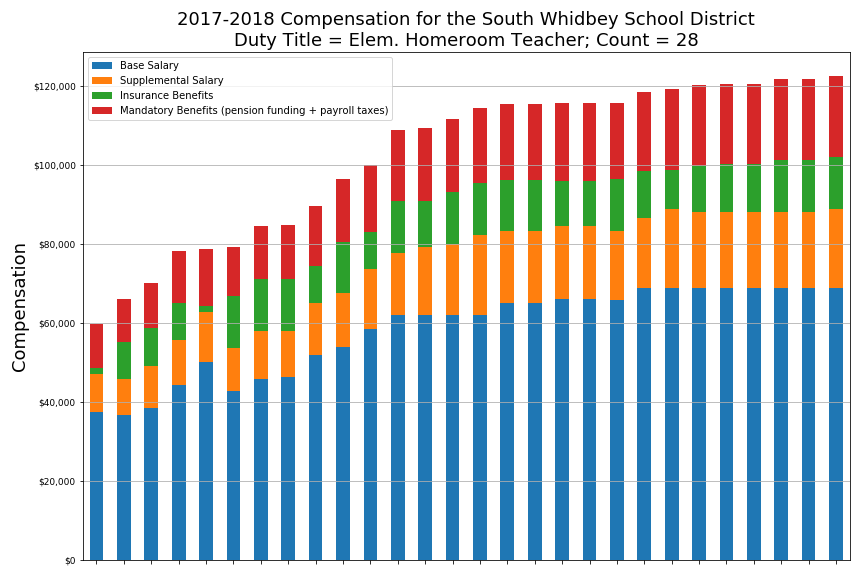 2017-2018 Compensation for the South Whidbey School District
Duty Title = Elem. Homeroom Teacher; Count = 28
Base Salary
Supplemental Salary
Insurance Benefits
Mandatory Benefits (pension funding + payroll taxes)
Compensation
$120,000
$100,000
$80,000
$60,000
$40,000
$20,000
$0